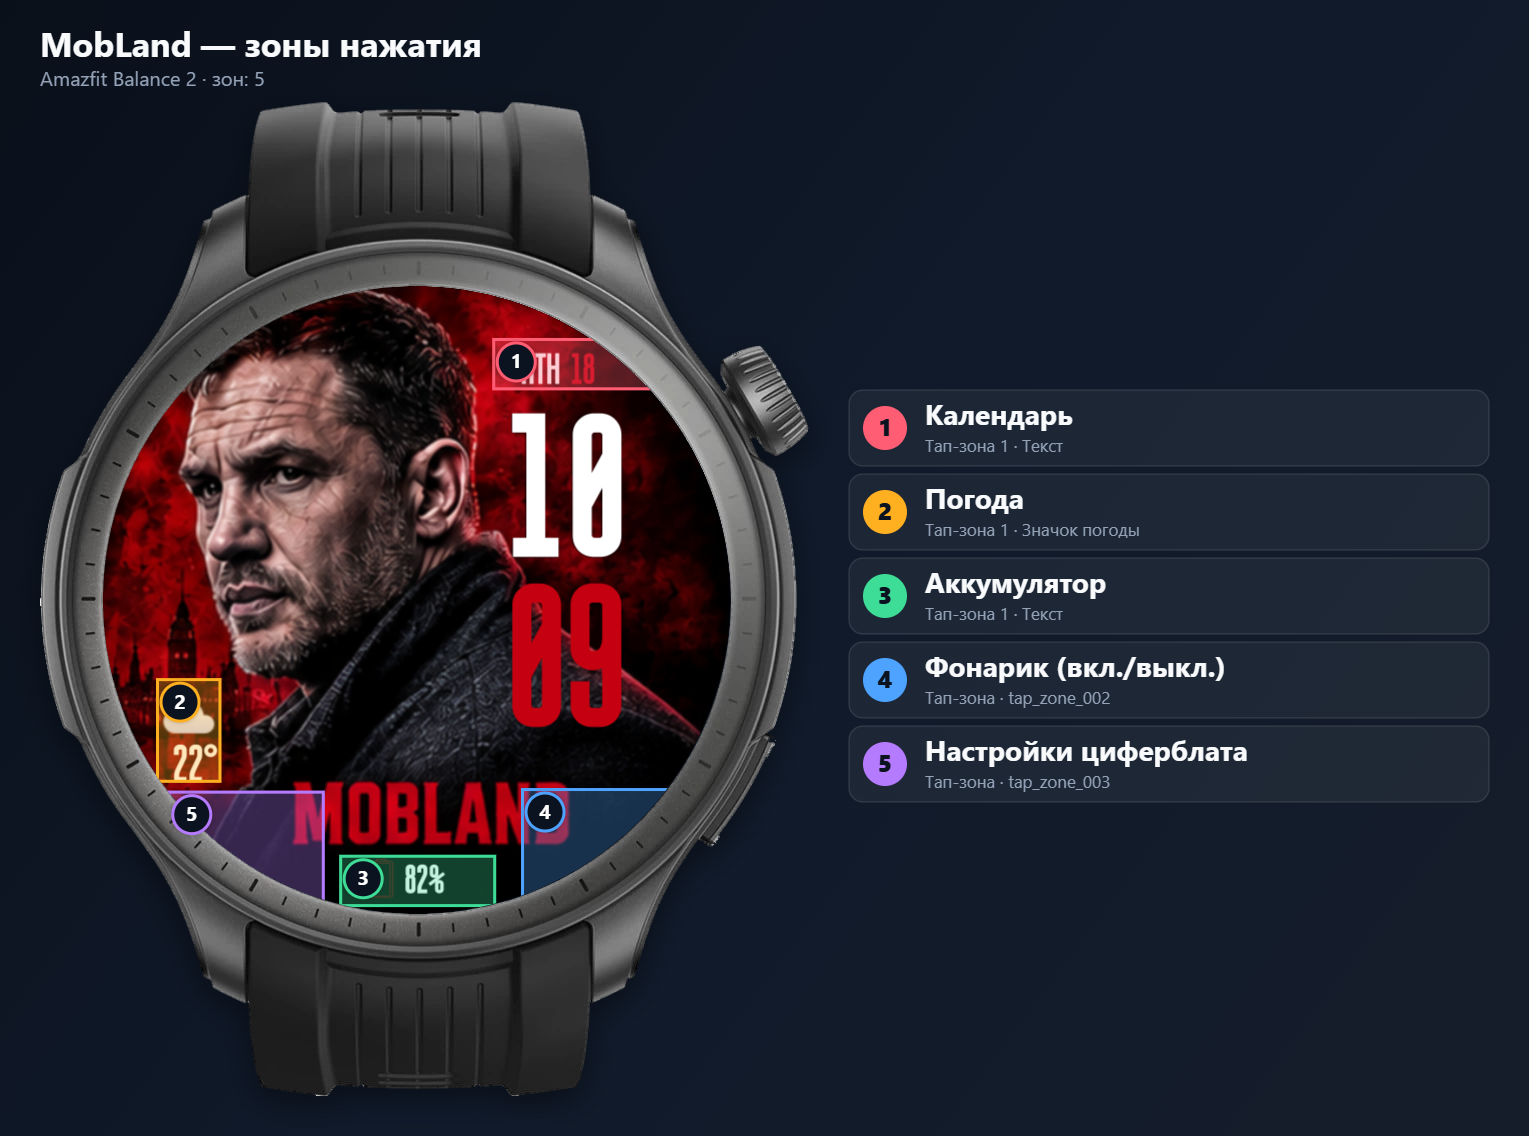 MobLand — зоны нажатия
Amazfit Balance 2 · зон: 5
1
18
10
09
2
22°
MOBLAND
5
4
3
82%
1
Календарь
Тап-зона 1 · Текст
2
Погода
Тап-зона 1 · Значок погоды
3
Аккумулятор
Тап-зона 1 · Текст
4
Фонарик (вкл./выкл.)
Тап-зона · tap_zone_002
5
Настройки циферблата
Тап-зона · tap_zone_003